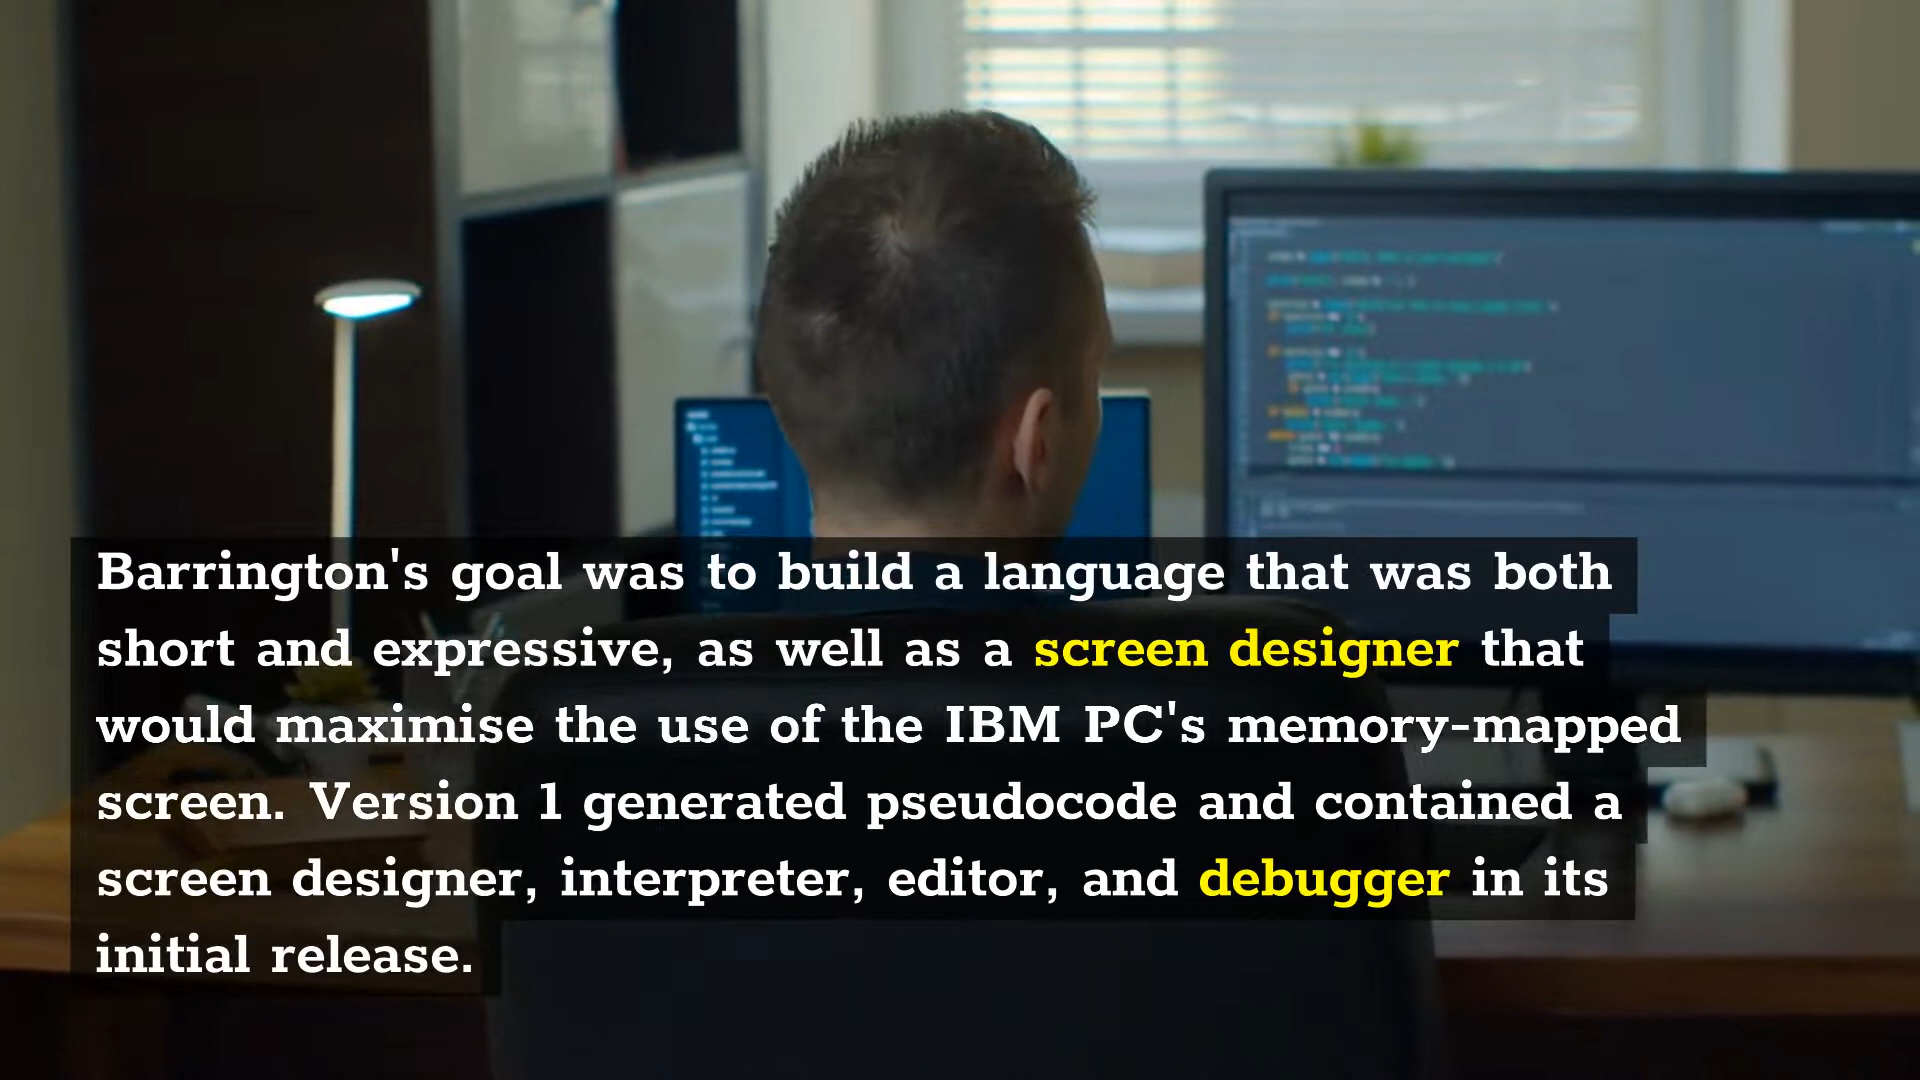 Barrington's goal was to build a language that was both
short and expressive, as well as a screen designer that
would maximise the use of the IBM PC's memory-mapped
screen. Version 1 generated pseudocode and contained a
screen designer, interpreter, editor, and debugger in its
initial release.